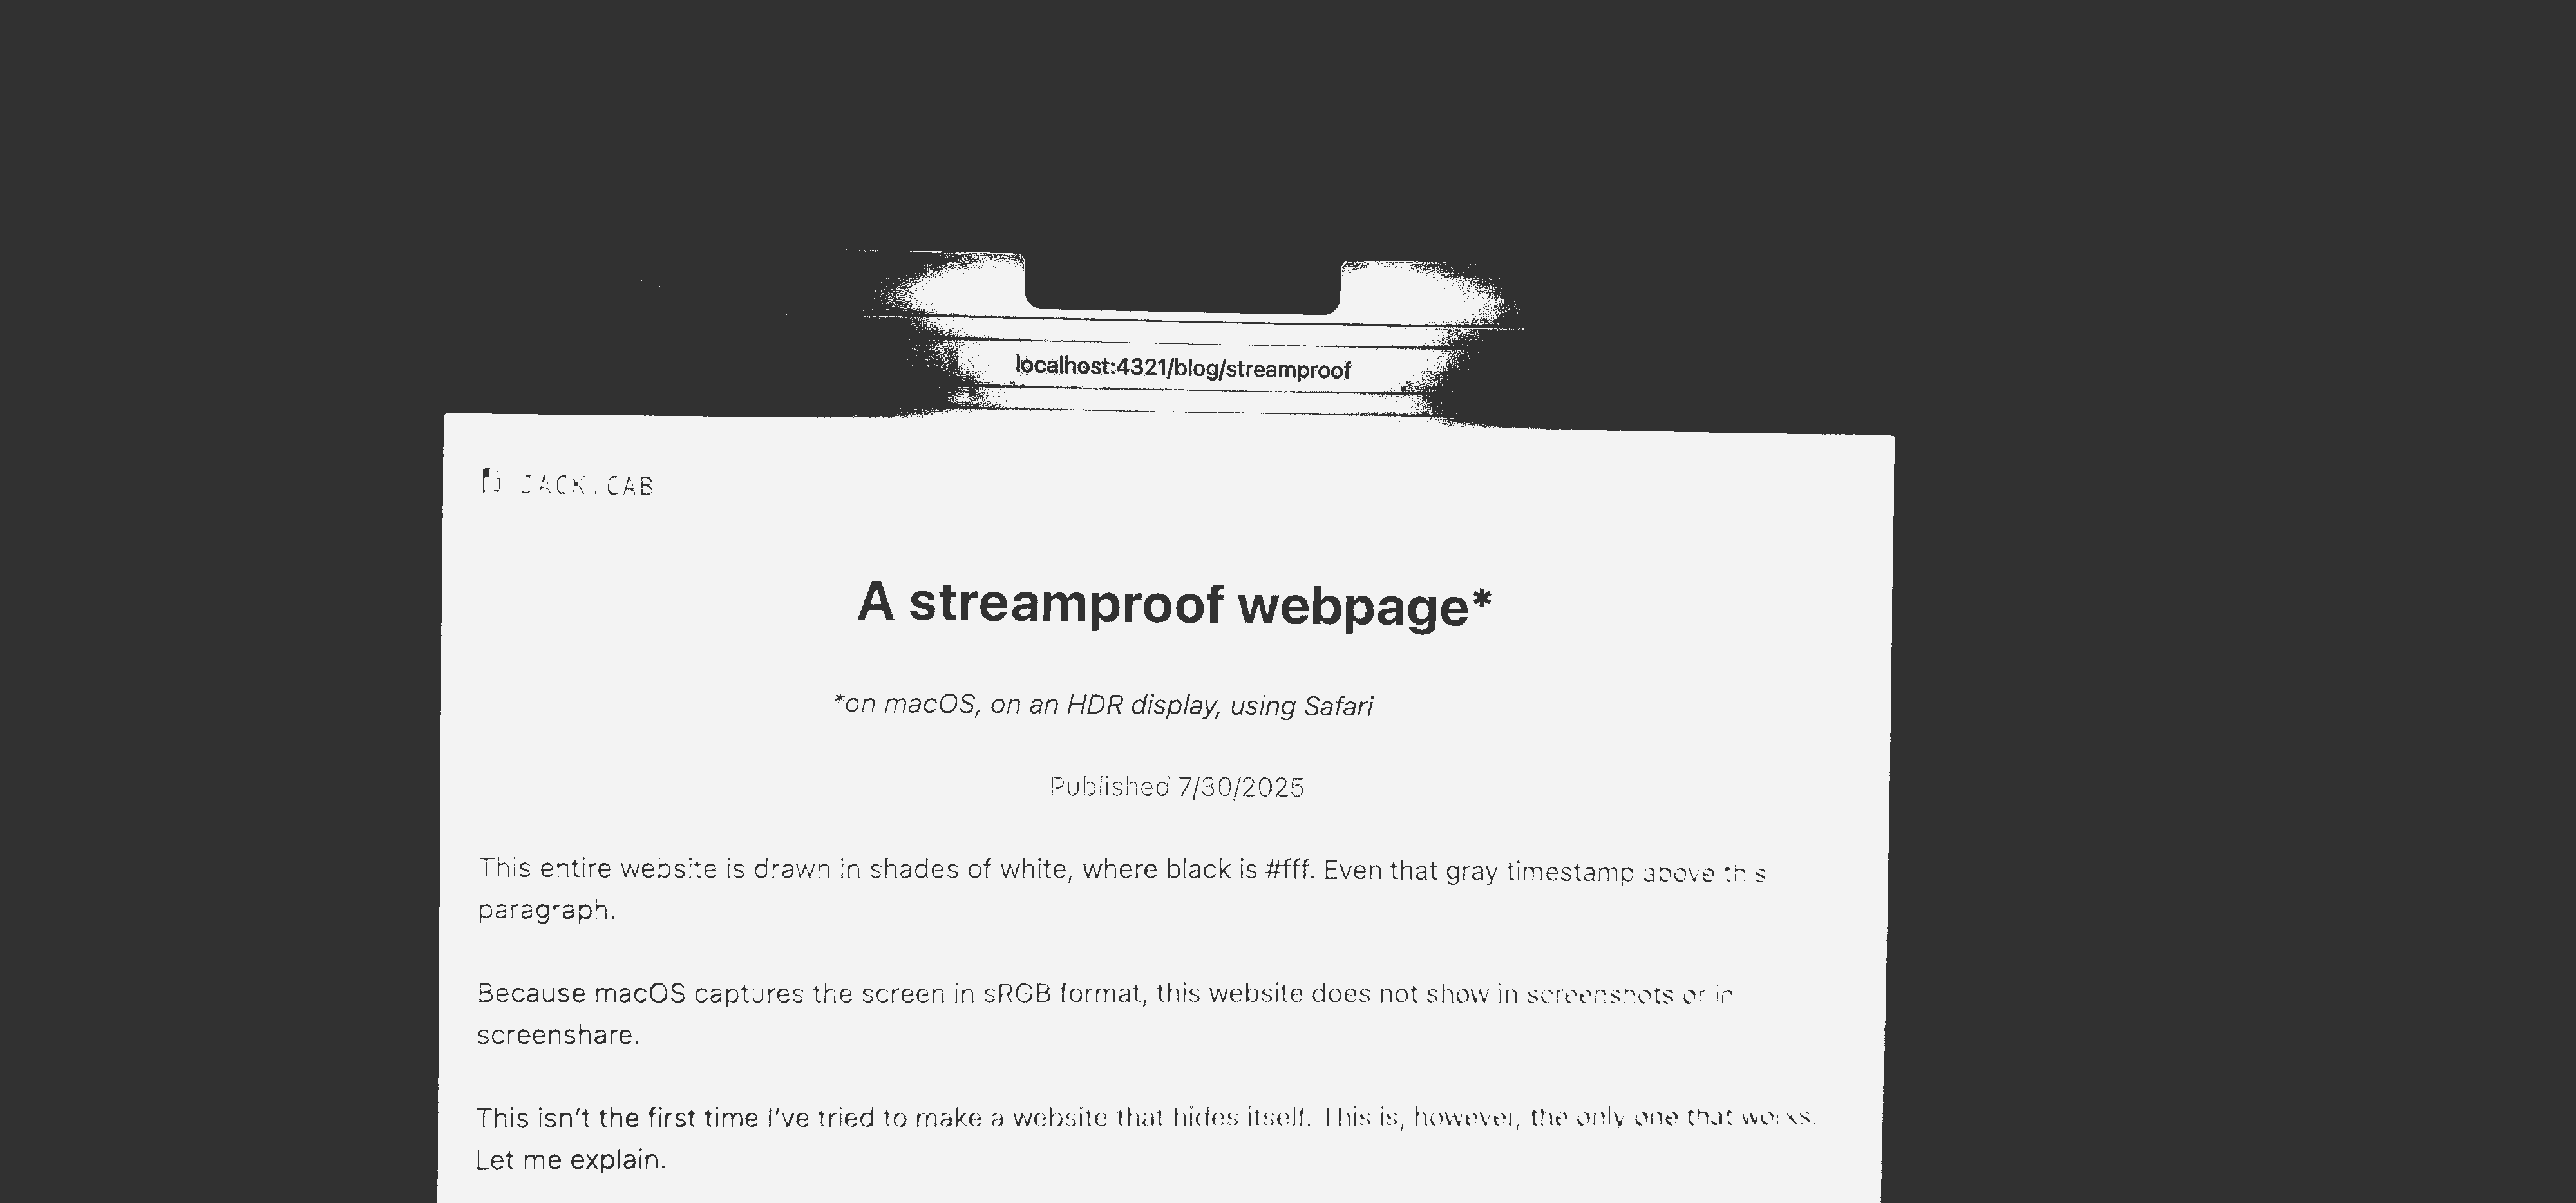 localhost:4321/blog/streamproof
JACK.CAB
A streamproof webpage*
*on macOS, on an HDR display, using Safari
Published 7/30/2025
This entire website is drawn in shades of white, where black is #fff. Even that gray timestamp above this
paragraph.
Because macOS captures the screen in sRGB format, this website does not show in screenshots or in
screenshare.
This isn’t the first time I’ve tried to make a website that hides itself. This is, however, the only one that works.
Let me explain.